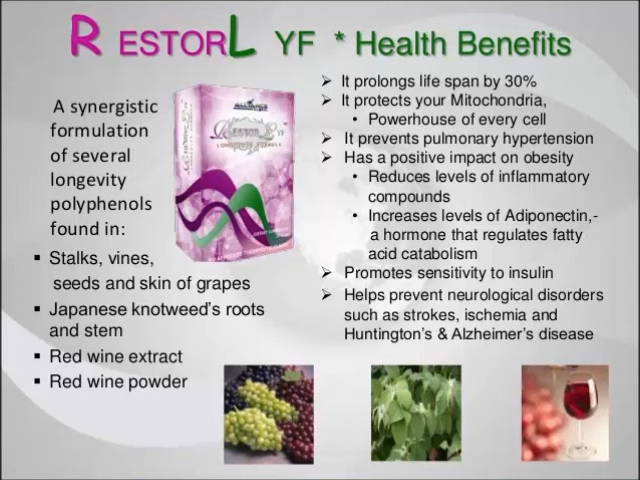 R ESTORL YF * Health Benefits
A synergistic
formulation
of several
longevity
polyphenols
found in:
▪ Stalks, vines,
seeds and skin of grapes
▪ Japanese knotweed's roots
and stem
▪ Red wine extract
▪ Red wine powder
RESTORLYF
➢ It prolongs life span by 30%
➢ It protects your Mitochondria,
• Powerhouse of every cell
➢ It prevents pulmonary hypertension
➢ Has a positive impact on obesity
• Reduces levels of inflammatory
compounds
• Increases levels of Adiponectin,-
a hormone that regulates fatty
acid catabolism
➢ Promotes sensitivity to insulin
➢ Helps prevent neurological disorders
such as strokes, ischemia and
Huntington's & Alzheimer's disease